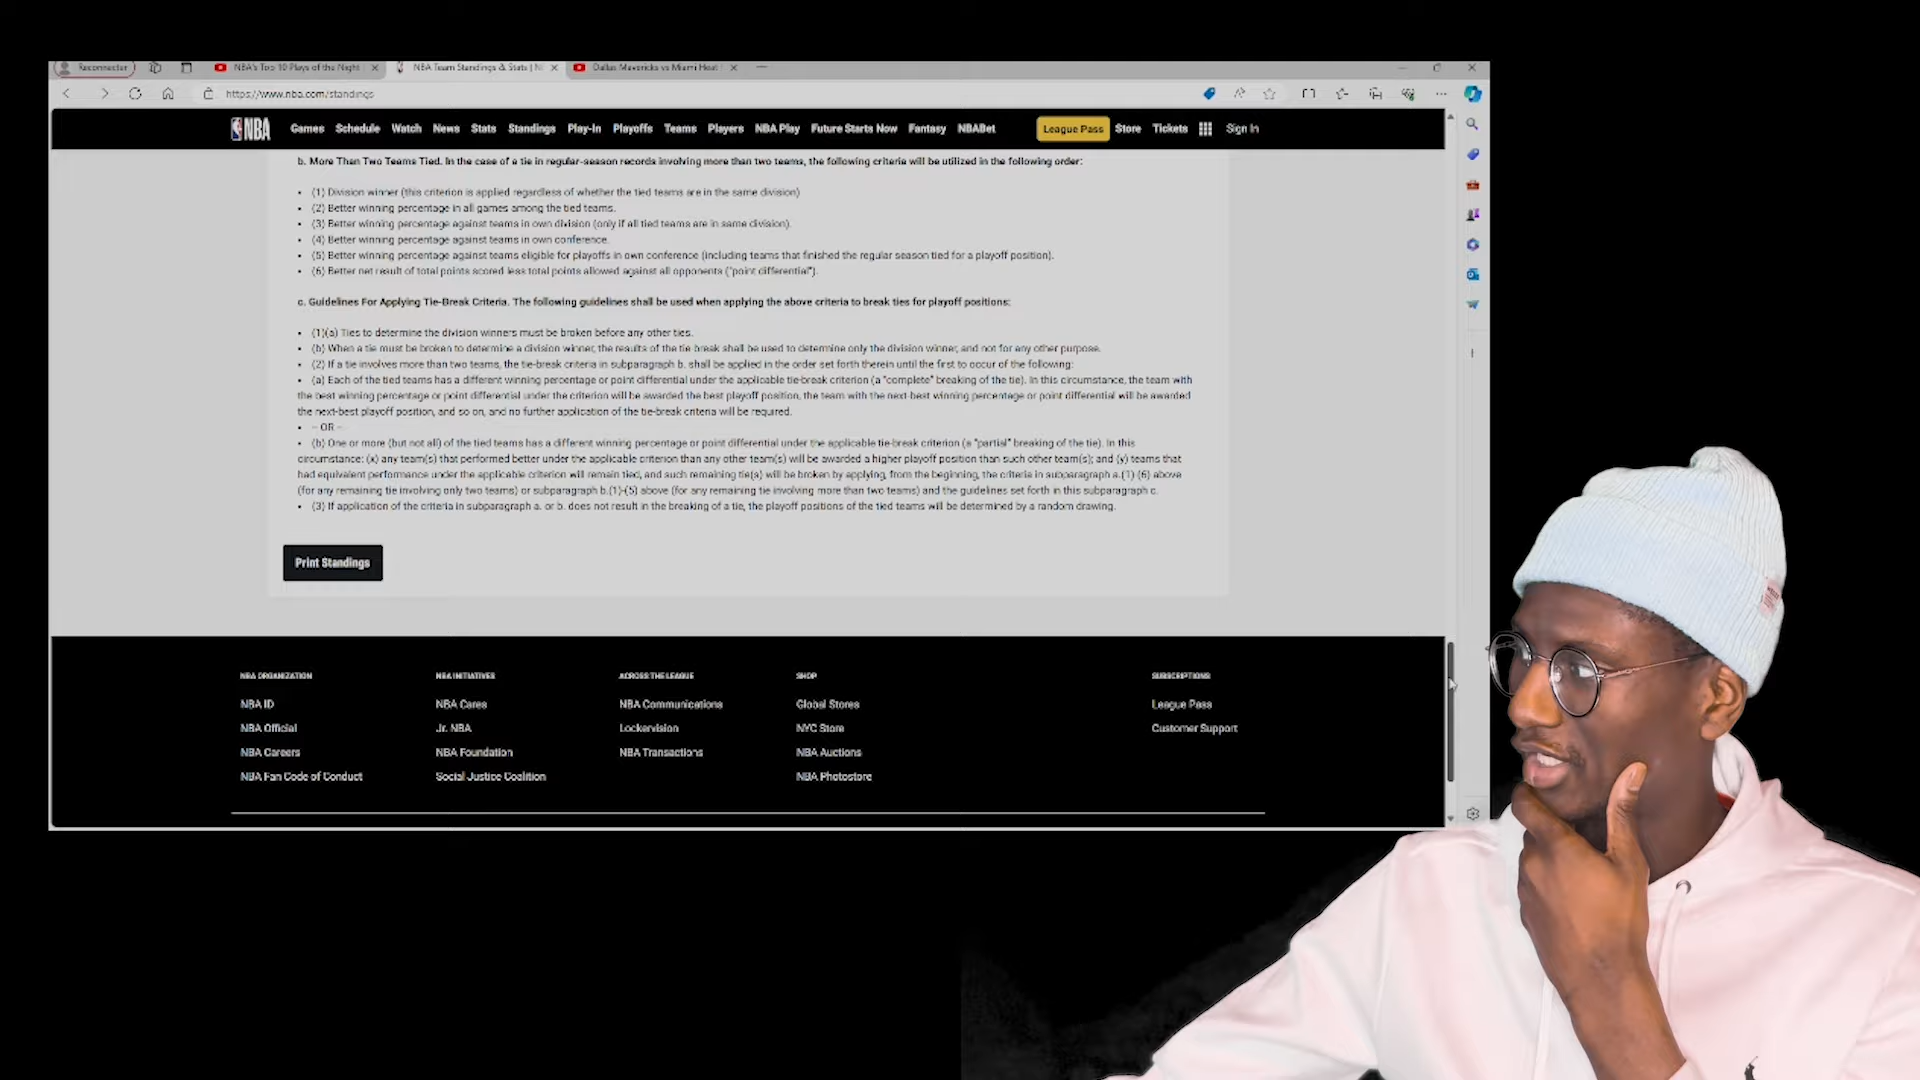 Reconnecter
NBA's Top 10 Plays of the Night
NBA Team Standings & Stats | N
Dallas Mavericks vs Miami Heat
https://www.nba.com/standings
NBA Games Schedule Watch News Stats Standings Play-In Playoffs Teams Players NBA Play Future Starts Now Fantasy NBABet League Pass Store Tickets Sign In
b. More Than Two Teams Tied. In the case of a tie in regular-season records involving more than two teams, the following criteria will be utilized in the following order:
• (1) Division winner (this criterion is applied regardless of whether the tied teams are in the same division)
• (2) Better winning percentage in all games among the tied teams.
• (3) Better winning percentage against teams in own division (only if all tied teams are in same division).
• (4) Better winning percentage against teams in own conference.
• (5) Better winning percentage against teams eligible for playoffs in own conference (including teams that finished the regular season tied for a playoff position).
• (6) Better net result of total points scored less total points allowed against all opponents ("point differential").
c. Guidelines For Applying Tie-Break Criteria. The following guidelines shall be used when applying the above criteria to break ties for playoff positions:
• (1)(a) Ties to determine the division winners must be broken before any other ties.
• (b) When a tie must be broken to determine a division winner, the results of the tie break shall be used to determine only the division winner, and not for any other purpose.
• (2) If a tie involves more than two teams, the tie-break criteria in subparagraph b. shall be applied in the order set forth therein until the first to occur of the following:
• (a) Each of the tied teams has a different winning percentage or point differential under the applicable tie-break criterion (a "complete" breaking of the tie). In this circumstance, the team with
the best winning percentage or point differential under the criterion will be awarded the best playoff position, the team with the next-best winning percentage or point differential will be awarded
the next-best playoff position, and so on, and no further application of the tie-break criteria will be required.
• – OR –
• (b) One or more (but not all) of the tied teams has a different winning percentage or point differential under the applicable tie-break criterion (a "partial" breaking of the tie). In this
circumstance: (x) any team(s) that performed better under the applicable criterion than any other team(s) will be awarded a higher playoff position than such other team(s); and (y) teams that
had equivalent performance under the applicable criterion will remain tied, and such remaining tie(s) will be broken by applying, from the beginning, the criteria in subparagraph a.(1)-(6) above
(for any remaining tie involving only two teams) or subparagraph b.(1)-(5) above (for any remaining tie involving more than two teams) and the guidelines set forth in this subparagraph c.
• (3) If application of the criteria in subparagraph a. or b. does not result in the breaking of a tie, the playoff positions of the tied teams will be determined by a random drawing.
Print Standings
NBA ORGANIZATION
NBA ID
NBA Official
NBA Careers
NBA Fan Code of Conduct
NBA INITIATIVES
NBA Cares
Jr. NBA
NBA Foundation
Social Justice Coalition
ACROSS THE LEAGUE
NBA Communications
Lockervision
NBA Transactions
SHOP
Global Stores
NYC Store
NBA Auctions
NBA Photostore
SUBSCRIPTIONS
League Pass
Customer Support